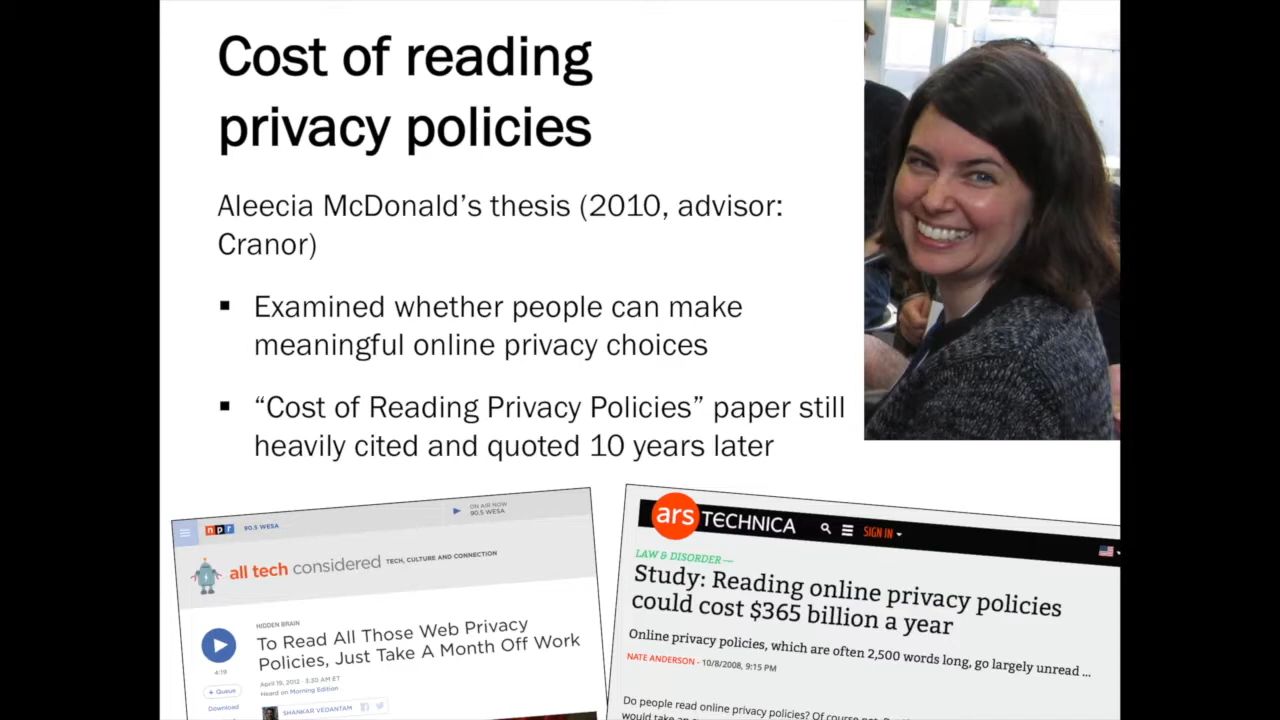 Cost of reading
privacy policies
Aleecia McDonald’s thesis (2010, advisor:
Cranor)
▪ Examined whether people can make
meaningful online privacy choices
▪ “Cost of Reading Privacy Policies” paper still
heavily cited and quoted 10 years later
npr 90.5 WESA
ON AIR NOW
90.5 WESA
all tech considered TECH, CULTURE AND CONNECTION
HIDDEN BRAIN
To Read All Those Web Privacy
Policies, Just Take A Month Off Work
4:19
+ Queue
Download
April 19, 2012 · 3:30 AM ET
Heard on Morning Edition
SHANKAR VEDANTAM
ars TECHNICA SIGN IN
LAW & DISORDER —
Study: Reading online privacy policies
could cost $365 billion a year
Online privacy policies, which are often 2,500 words long, go largely unread ...
NATE ANDERSON - 10/8/2008, 9:15 PM
Do people read online privacy policies? Of course not.
would take an